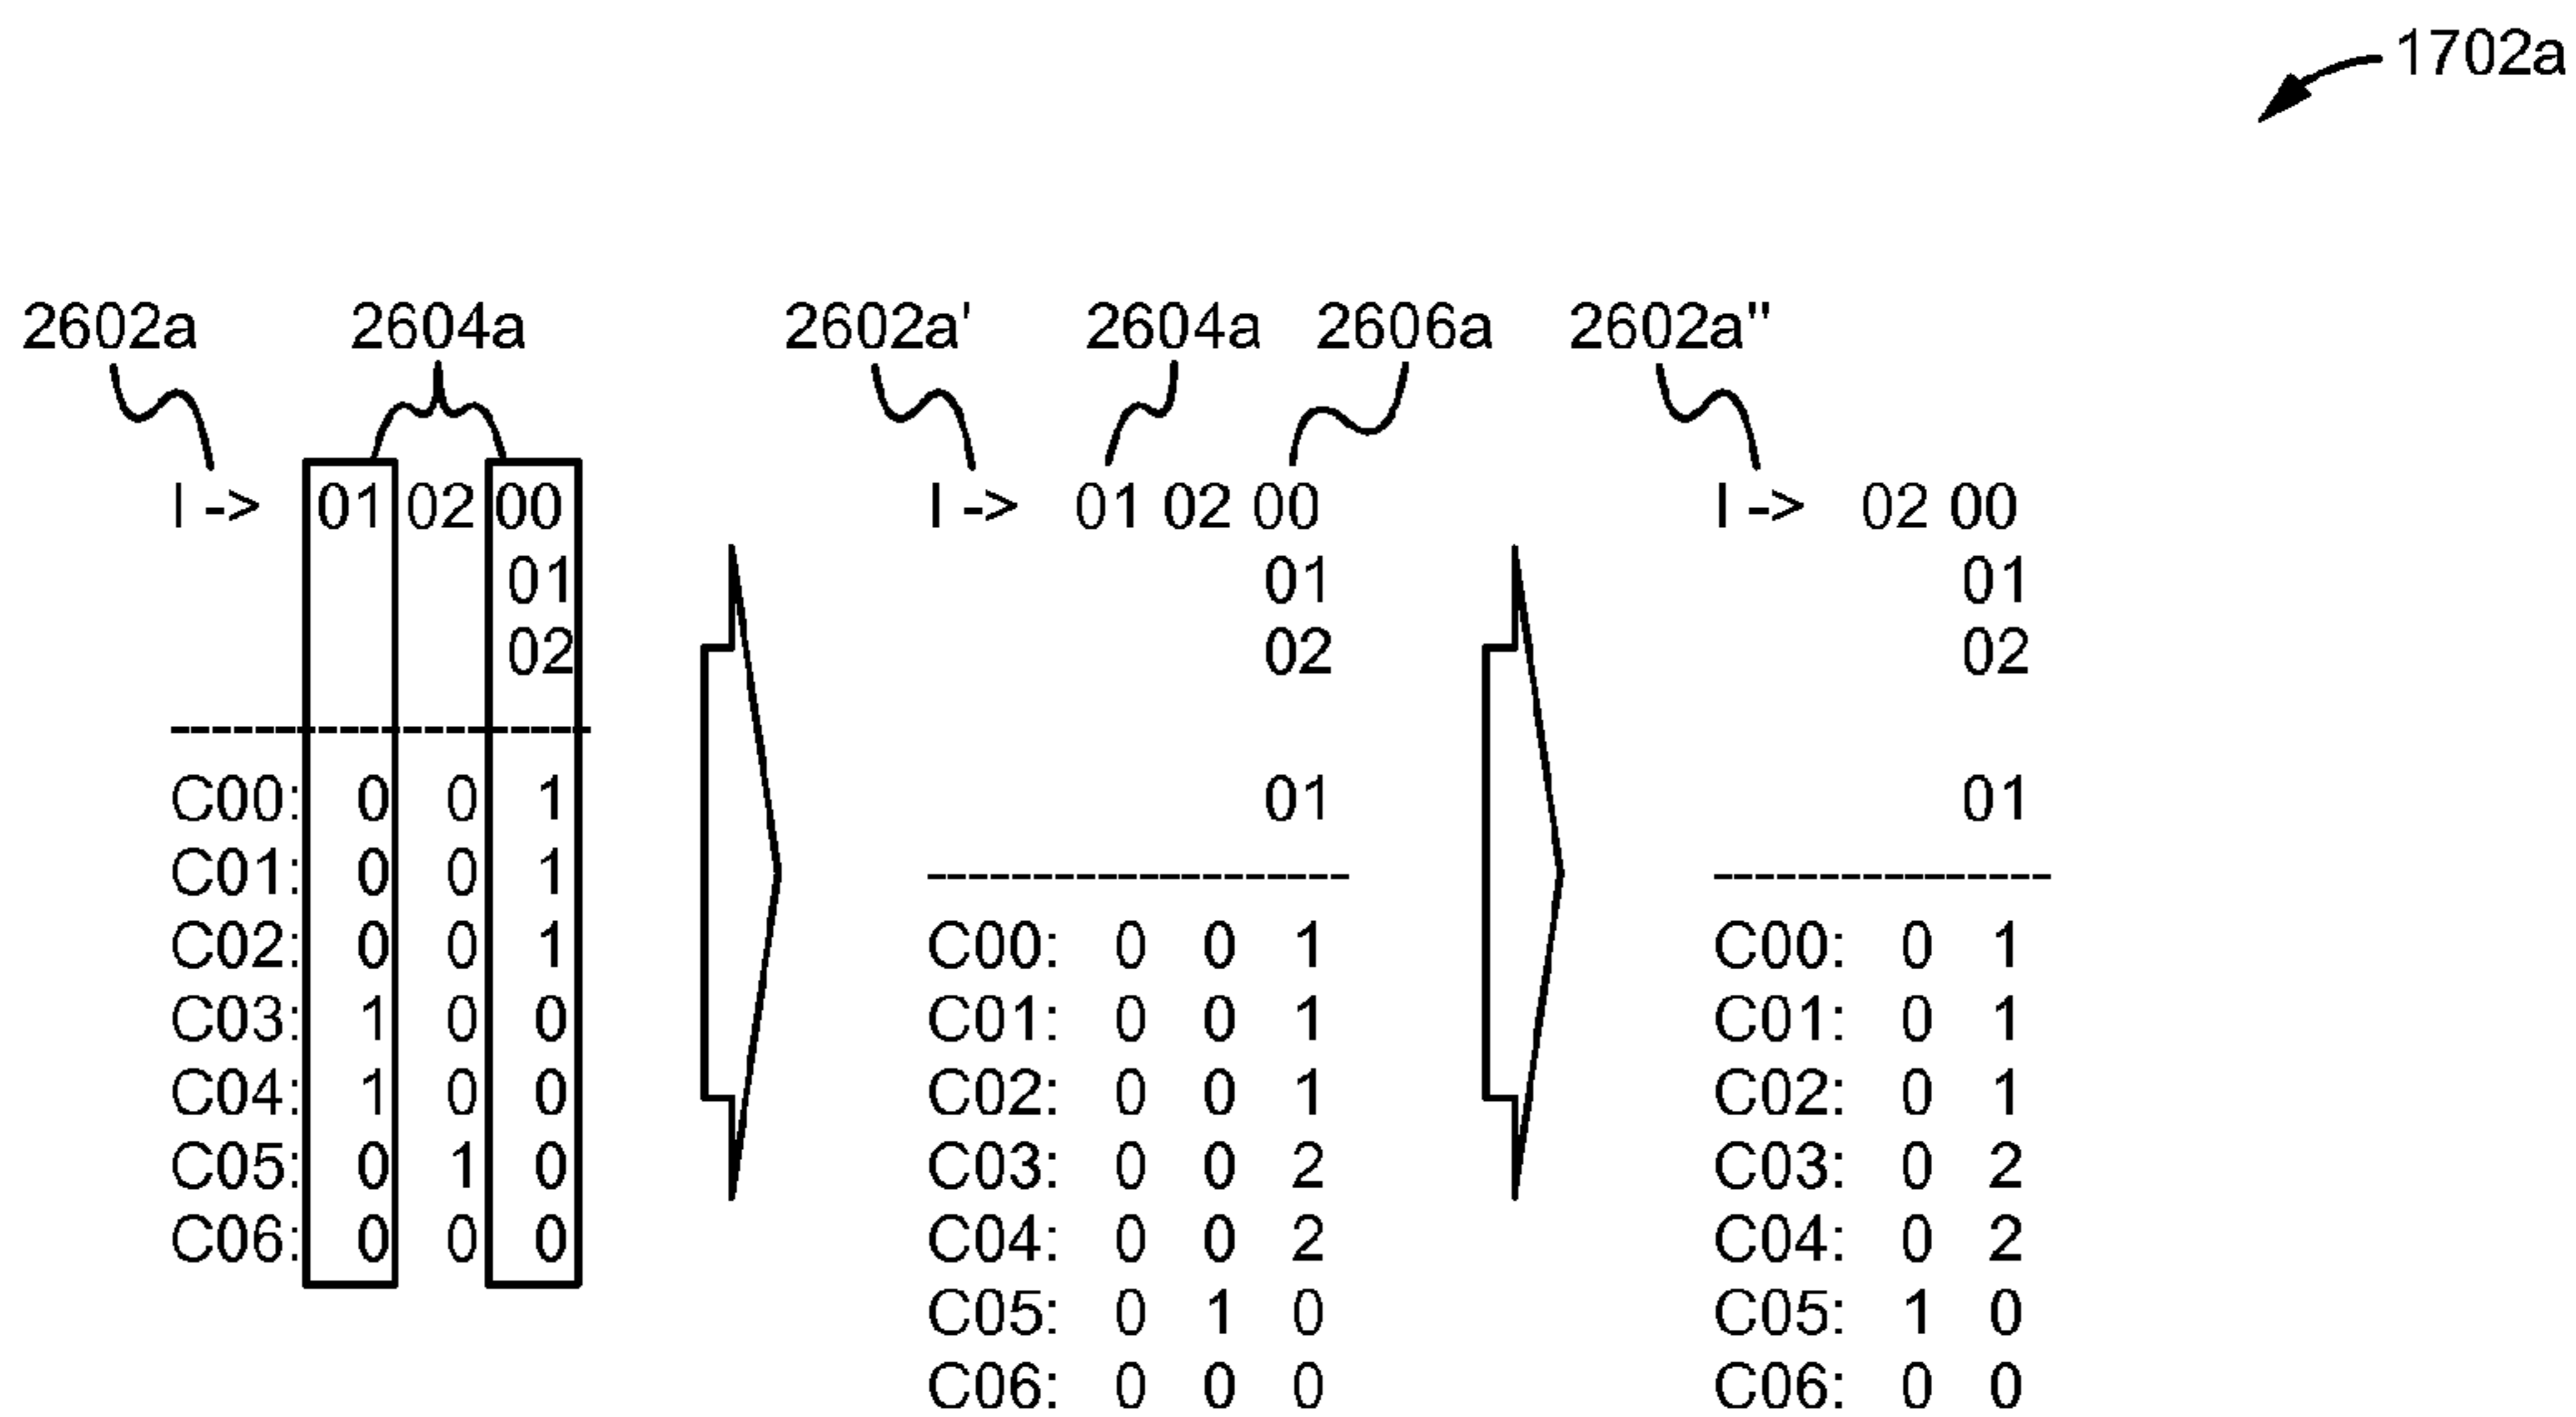 1702a
2602a 2604a 2602a' 2604a 2606a 2602a"
I -> 01 02 00 I -> 01 02 00 I -> 02 00
01 01 01
02 02 02
--------------------
C00: 0 0 1 01 01
C01: 0 0 1 -------------------- ----------------
C02: 0 0 1 C00: 0 0 1 C00: 0 1
C03: 1 0 0 C01: 0 0 1 C01: 0 1
C04: 1 0 0 C02: 0 0 1 C02: 0 1
C05: 0 1 0 C03: 0 0 2 C03: 0 2
C06: 0 0 0 C04: 0 0 2 C04: 0 2
C05: 0 1 0 C05: 1 0
C06: 0 0 0 C06: 0 0